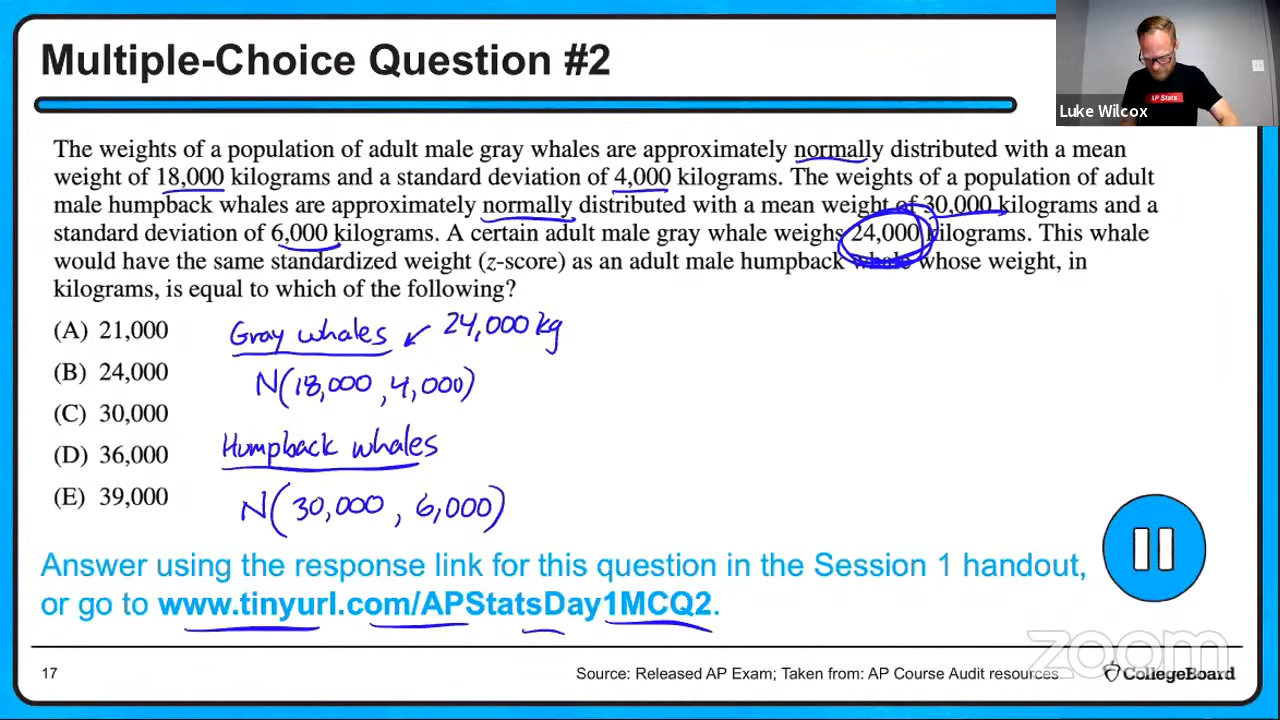 Multiple-Choice Question #2
AP Stats
Luke Wilcox
The weights of a population of adult male gray whales are approximately normally distributed with a mean
weight of 18,000 kilograms and a standard deviation of 4,000 kilograms. The weights of a population of adult
male humpback whales are approximately normally distributed with a mean weight of 30,000 kilograms and a
standard deviation of 6,000 kilograms. A certain adult male gray whale weighs 24,000 kilograms. This whale
would have the same standardized weight (z-score) as an adult male humpback whale whose weight, in
kilograms, is equal to which of the following?
(A) 21,000
(B) 24,000
(C) 30,000
(D) 36,000
(E) 39,000
Gray whales ↙ 24,000 kg
N(18,000, 4,000)
Humpback whales
N(30,000, 6,000)
Answer using the response link for this question in the Session 1 handout,
or go to www.tinyurl.com/APStatsDay1MCQ2.
zoom
17
Source: Released AP Exam; Taken from: AP Course Audit resources
CollegeBoard